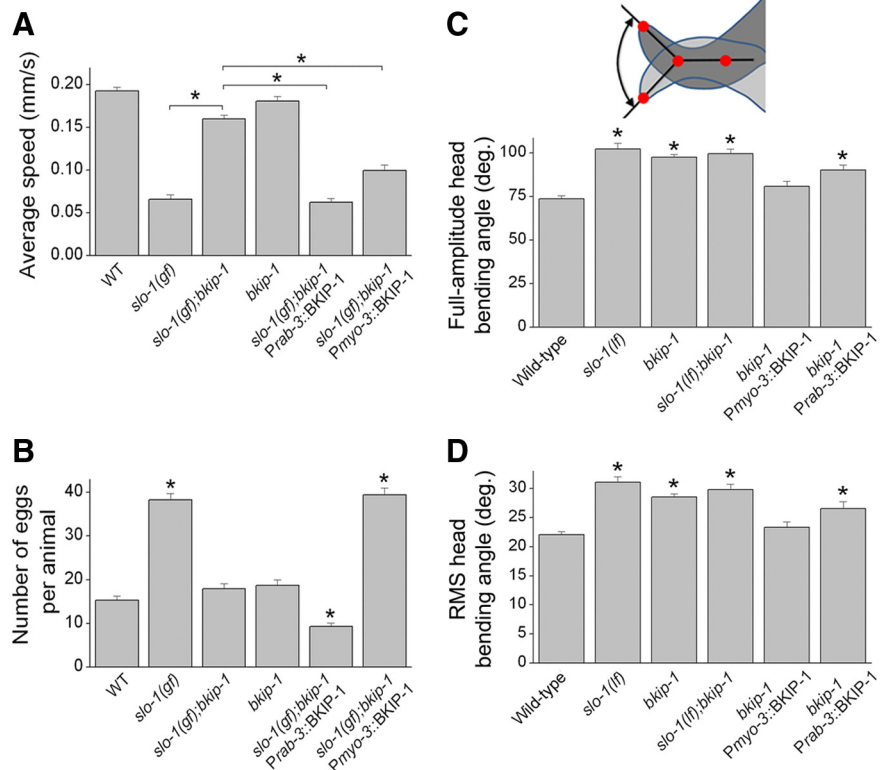 A
Average speed (mm/s)
0.20
0.15
0.10
0.05
0.00
*
*
*
WT
slo-1(gf)
slo-1(gf);bkip-1
bkip-1
slo-1(gf);bkip-1
Prab-3::BKIP-1
slo-1(gf);bkip-1
Pmyo-3::BKIP-1
B
Number of eggs
per animal
40
30
20
10
0
*
*
*
WT
slo-1(gf)
slo-1(gf);bkip-1
bkip-1
slo-1(gf);bkip-1
Prab-3::BKIP-1
slo-1(gf);bkip-1
Pmyo-3::BKIP-1
C
Full-amplitude head
bending angle (deg.)
100
75
50
25
0
*
*
*
*
Wild-type
slo-1(lf)
bkip-1
slo-1(lf);bkip-1
bkip-1
Pmyo-3::BKIP-1
bkip-1
Prab-3::BKIP-1
D
RMS head
bending angle (deg.)
30
25
20
15
10
5
0
*
*
*
*
Wild-type
slo-1(lf)
bkip-1
slo-1(lf);bkip-1
bkip-1
Pmyo-3::BKIP-1
bkip-1
Prab-3::BKIP-1